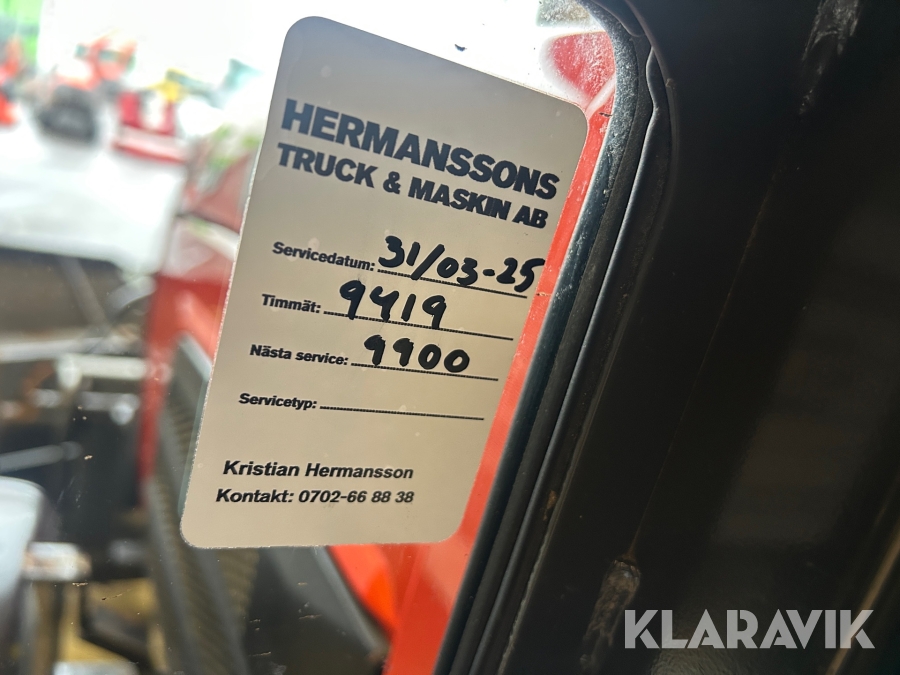 HERMANSSONS
TRUCK & MASKIN AB
Servicedatum: 31/03-25
Timmät: 9419
Nästa service: 9900
Servicetyp:
Kristian Hermansson
Kontakt: 0702-66 88 38
KLARAVIK